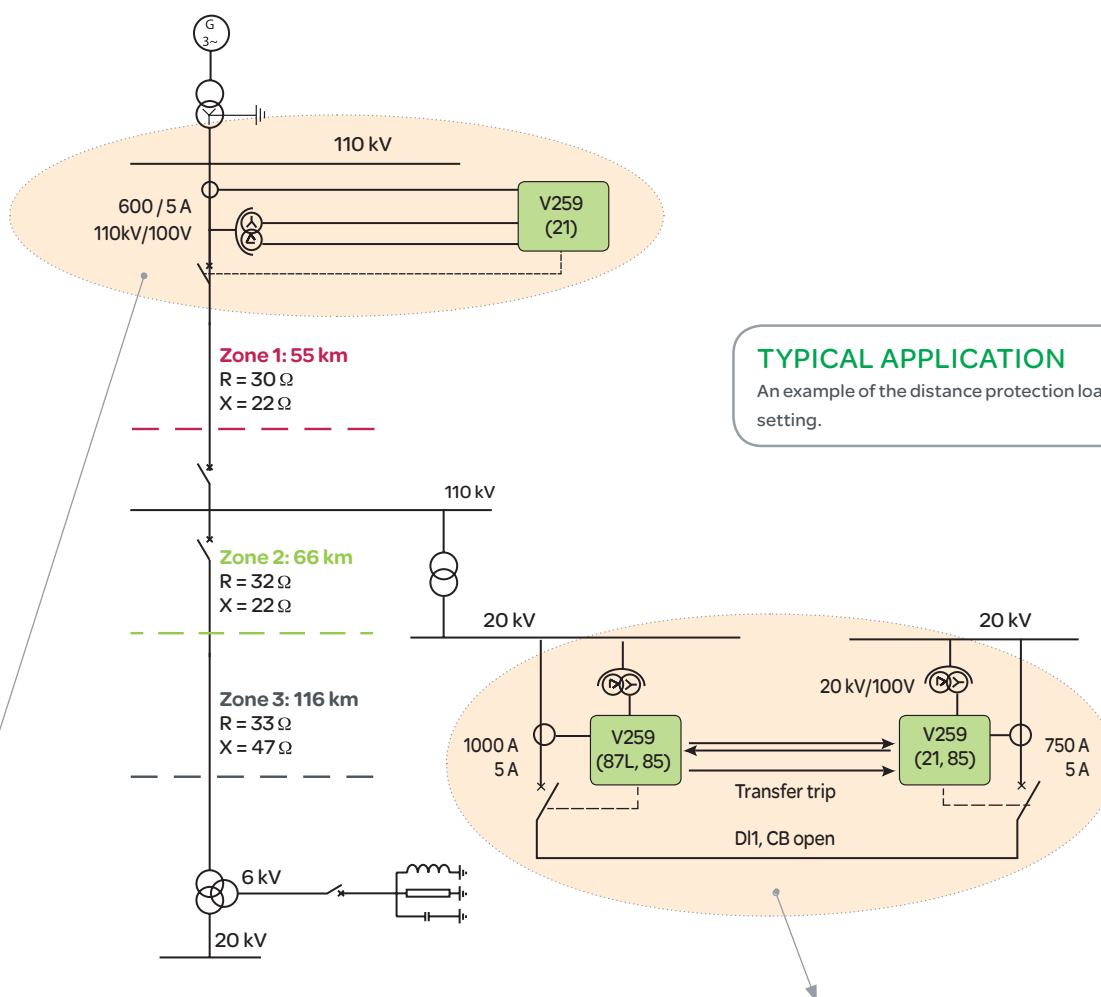 G
3~
110 kV
600 / 5 A
110kV/100V
V259
(21)
Zone 1: 55 km
R = 30 Ω
X = 22 Ω
TYPICAL APPLICATION
An example of the distance protection loa
setting.
110 kV
Zone 2: 66 km
R = 32 Ω
X = 22 Ω
20 kV
20 kV
Zone 3: 116 km
R = 33 Ω
X = 47 Ω
20 kV/100V
1000 A
5 A
V259
(87L, 85)
V259
(21, 85)
750 A
5 A
Transfer trip
DI1, CB open
6 kV
20 kV